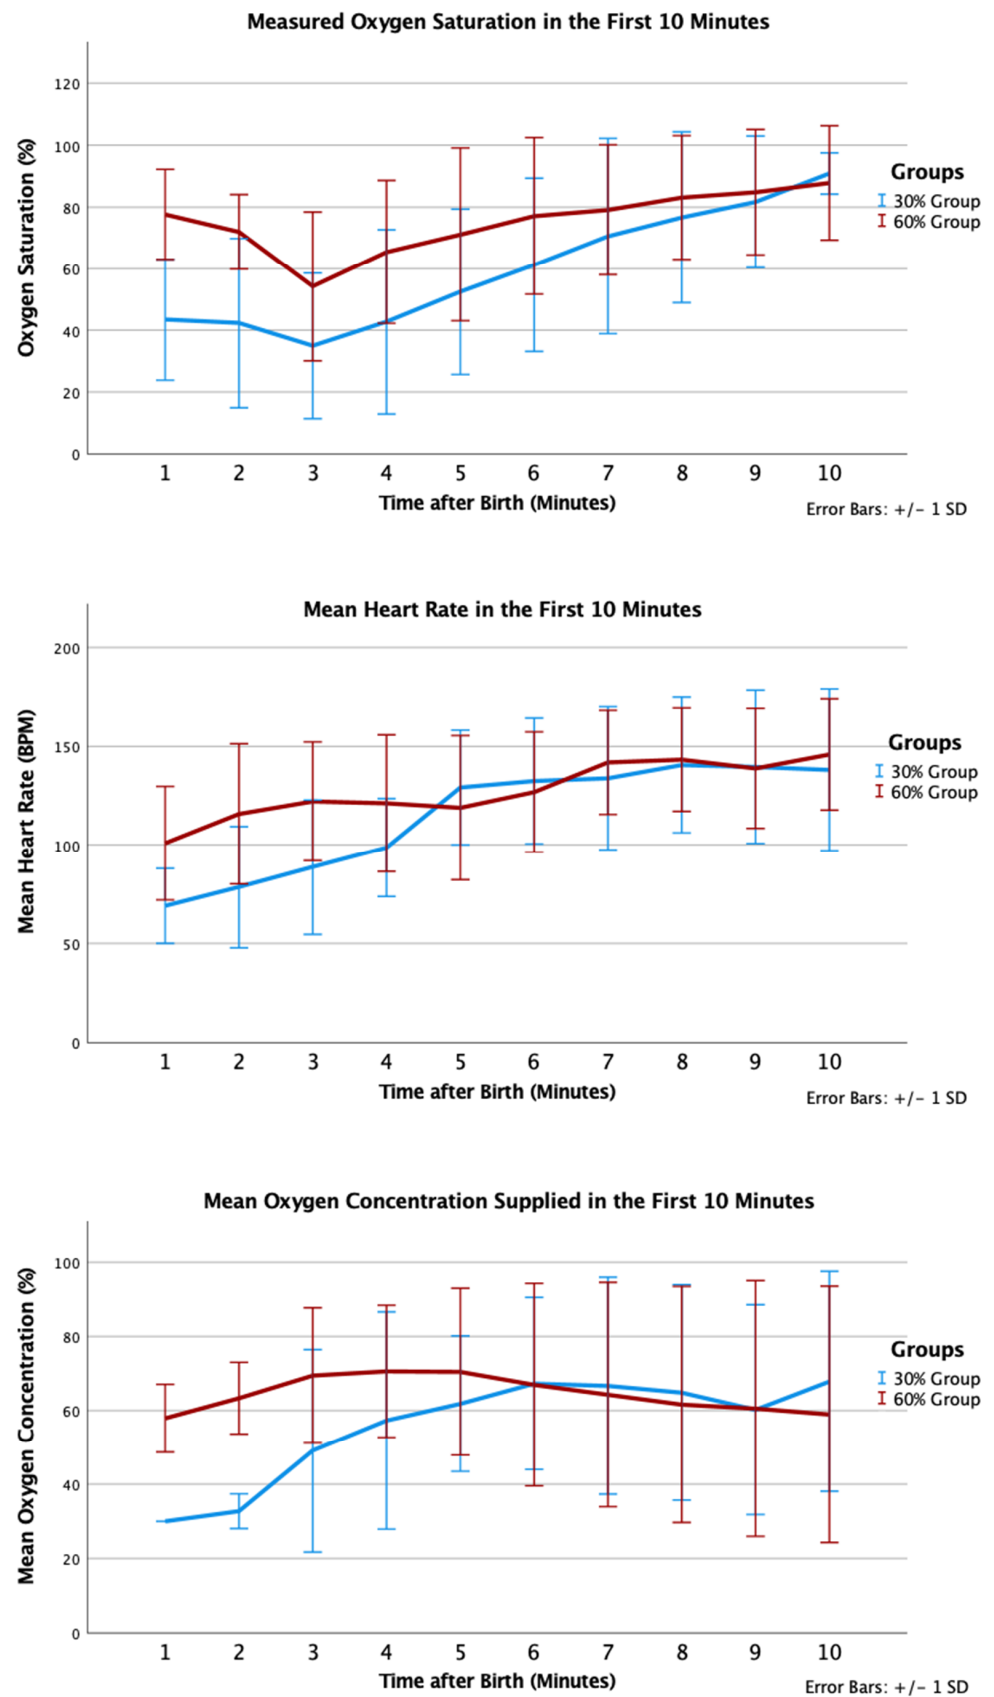 Measured Oxygen Saturation in the First 10 Minutes
120
100
80
60
40
20
0
Oxygen Saturation (%)
1 2 3 4 5 6 7 8 9 10
Time after Birth (Minutes)
Groups
30% Group
60% Group
Error Bars: +/- 1 SD
Mean Heart Rate in the First 10 Minutes
200
150
100
50
0
Mean Heart Rate (BPM)
1 2 3 4 5 6 7 8 9 10
Time after Birth (Minutes)
Groups
30% Group
60% Group
Error Bars: +/- 1 SD
Mean Oxygen Concentration Supplied in the First 10 Minutes
100
80
60
40
20
0
Mean Oxygen Concentration (%)
1 2 3 4 5 6 7 8 9 10
Time after Birth (Minutes)
Groups
30% Group
60% Group
Error Bars: +/- 1 SD